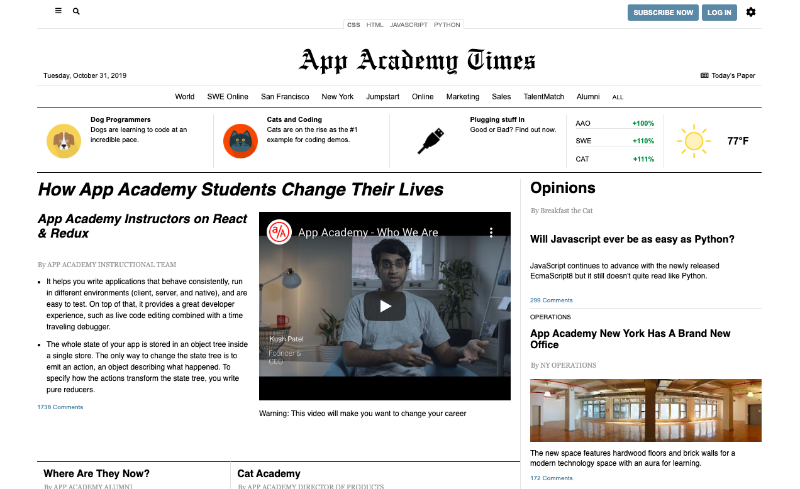 SUBSCRIBE NOW
LOG IN
CSS HTML JAVASCRIPT PYTHON
App Academy Times
Tuesday, October 31, 2019
Today's Paper
World SWE Online San Francisco New York Jumpstart Online Marketing Sales TalentMatch Alumni ALL
Dog Programmers
Dogs are learning to code at an
incredible pace.
Cats and Coding
Cats are on the rise as the #1
example for coding demos.
Plugging stuff In
Good or Bad? Find out now.
AAO +100%
SWE +110%
CAT +111%
77°F
How App Academy Students Change Their Lives
App Academy Instructors on React
& Redux
By APP ACADEMY INSTRUCTIONAL TEAM
• It helps you write applications that behave consistently, run
in different environments (client, server, and native), and are
easy to test. On top of that, it provides a great developer
experience, such as live code editing combined with a time
traveling debugger.
• The whole state of your app is stored in an object tree inside
a single store. The only way to change the state tree is to
emit an action, an object describing what happened. To
specify how the actions transform the state tree, you write
pure reducers.
1739 Comments
a/A
App Academy - Who We Are
Kush Patel
Founder &
CEO
Warning: This video will make you want to change your career
Opinions
By Breakfast the Cat
Will Javascript ever be as easy as Python?
JavaScript continues to advance with the newly released
EcmaScript8 but it still doesn't quite read like Python.
299 Comments
OPERATIONS
App Academy New York Has A Brand New
Office
By NY OPERATIONS
The new space features hardwood floors and brick walls for a
modern technology space with an aura for learning.
172 Comments
Where Are They Now?
By APP ACADEMY ALUMNI
Cat Academy
By APP ACADEMY DIRECTOR OF PRODUCTS